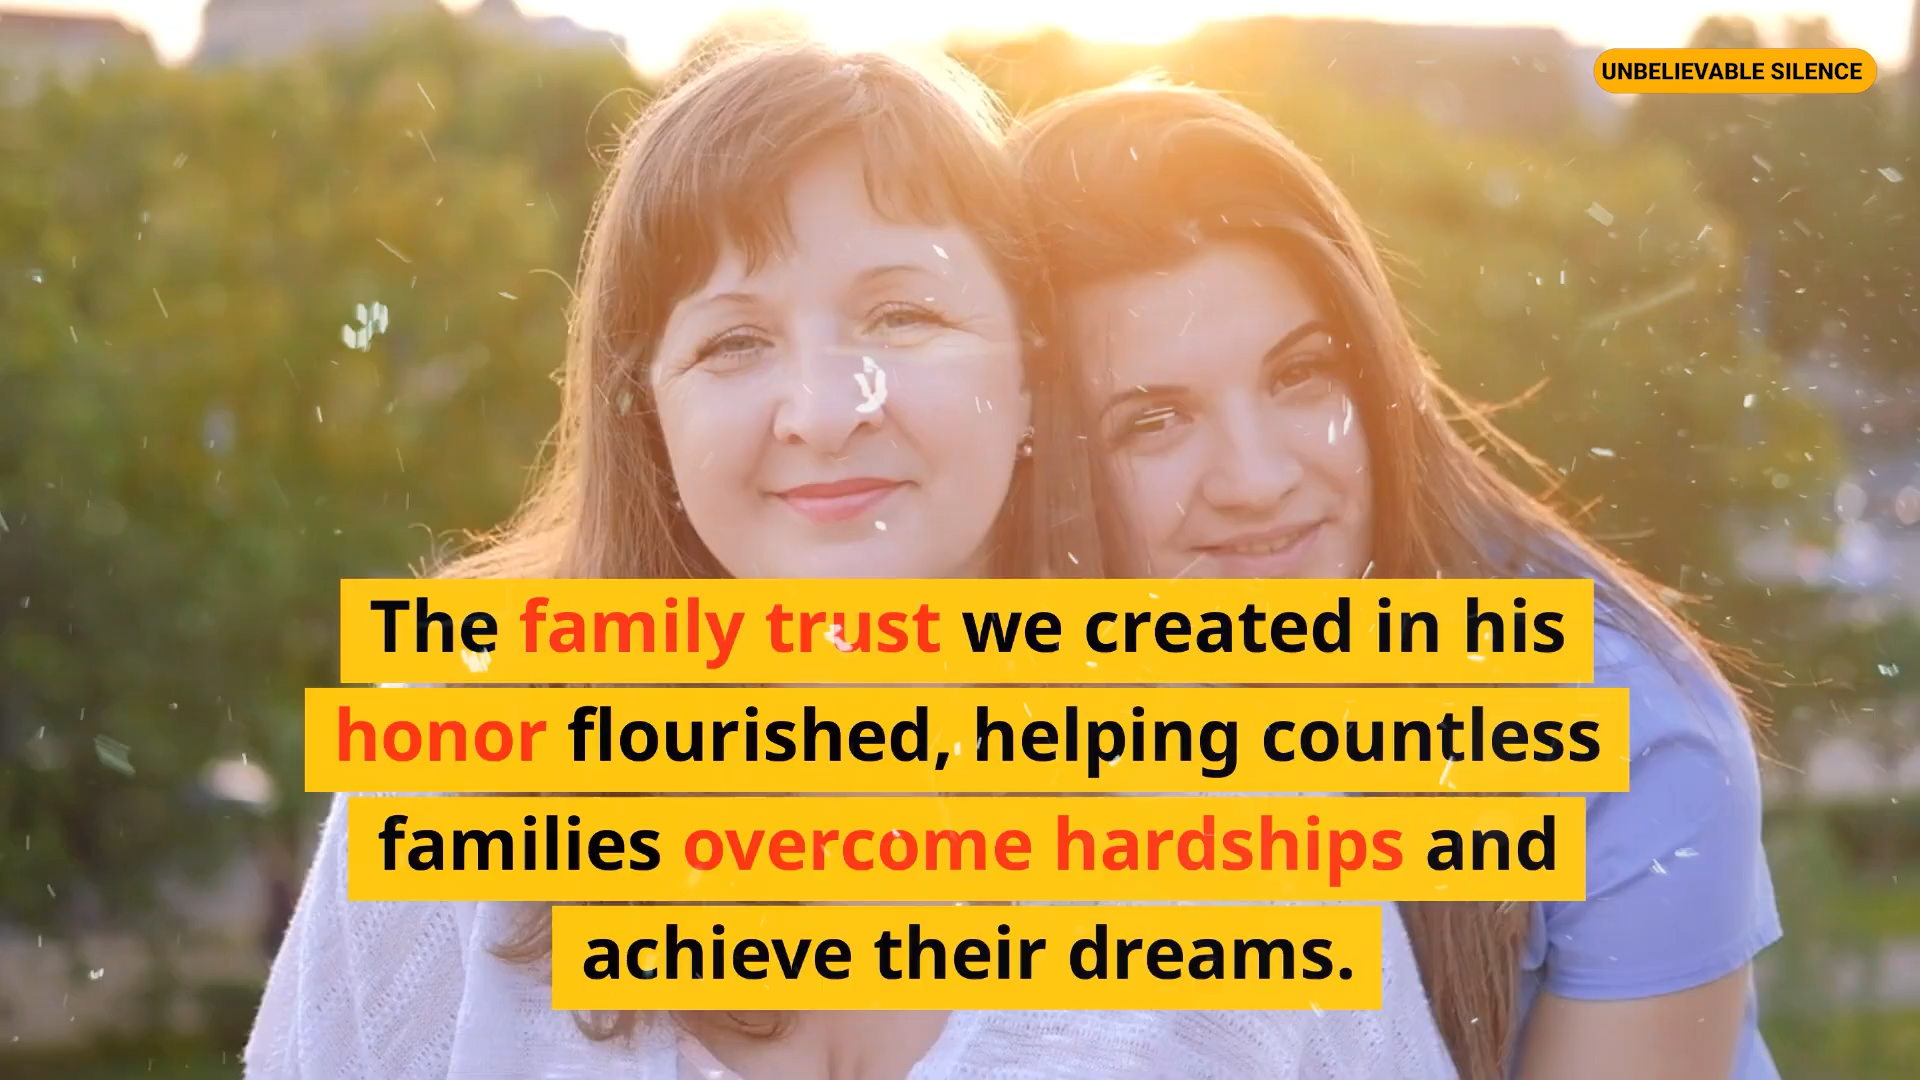 UNBELIEVABLE SILENCE
The family trust we created in his
honor flourished, helping countless
families overcome hardships and
achieve their dreams.